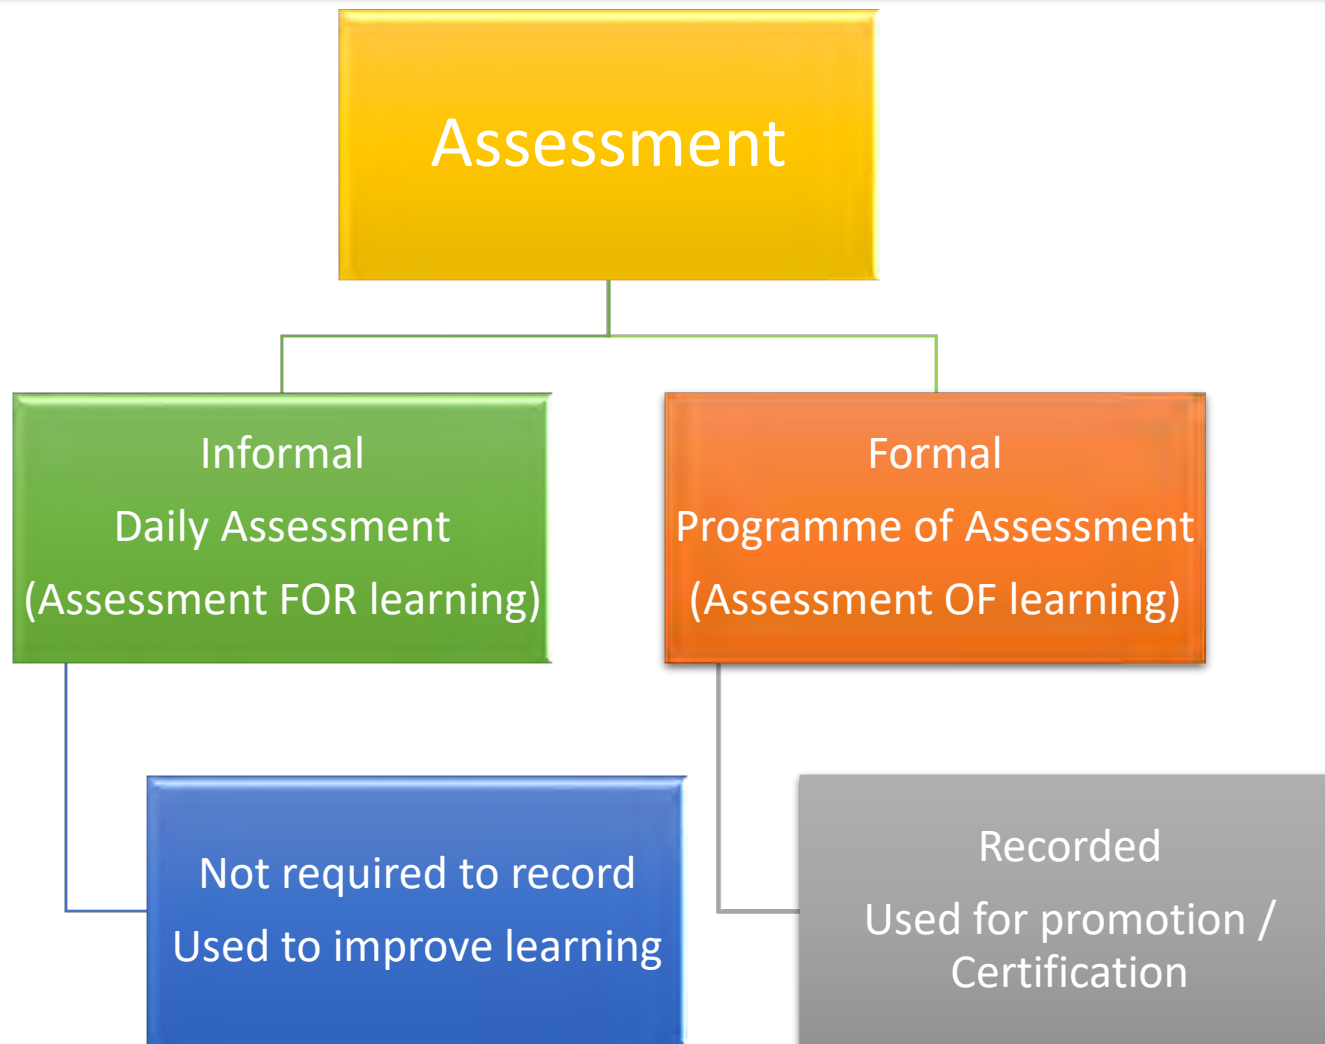 Assessment
Informal
Daily Assessment
(Assessment FOR learning)
Formal
Programme of Assessment
(Assessment OF learning)
Not required to record
Used to improve learning
Recorded
Used for promotion /
Certification